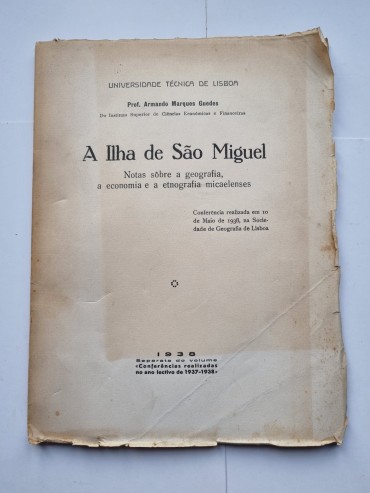 UNIVERSIDADE TÉCNICA DE LISBOA
Prof. Armando Marques Guedes
Do Instituto Superior de Ciências Económicas e Financeiras
A Ilha de São Miguel
Notas sôbre a geografia,
a economia e a etnografia micaelenses
Conferencia realizada em 10
de Maio de 1938, na Socie-
dade de Geografia de Lisboa
1938
Separata do volume
«Conferências realizadas
no ano lectivo de 1937-1938»